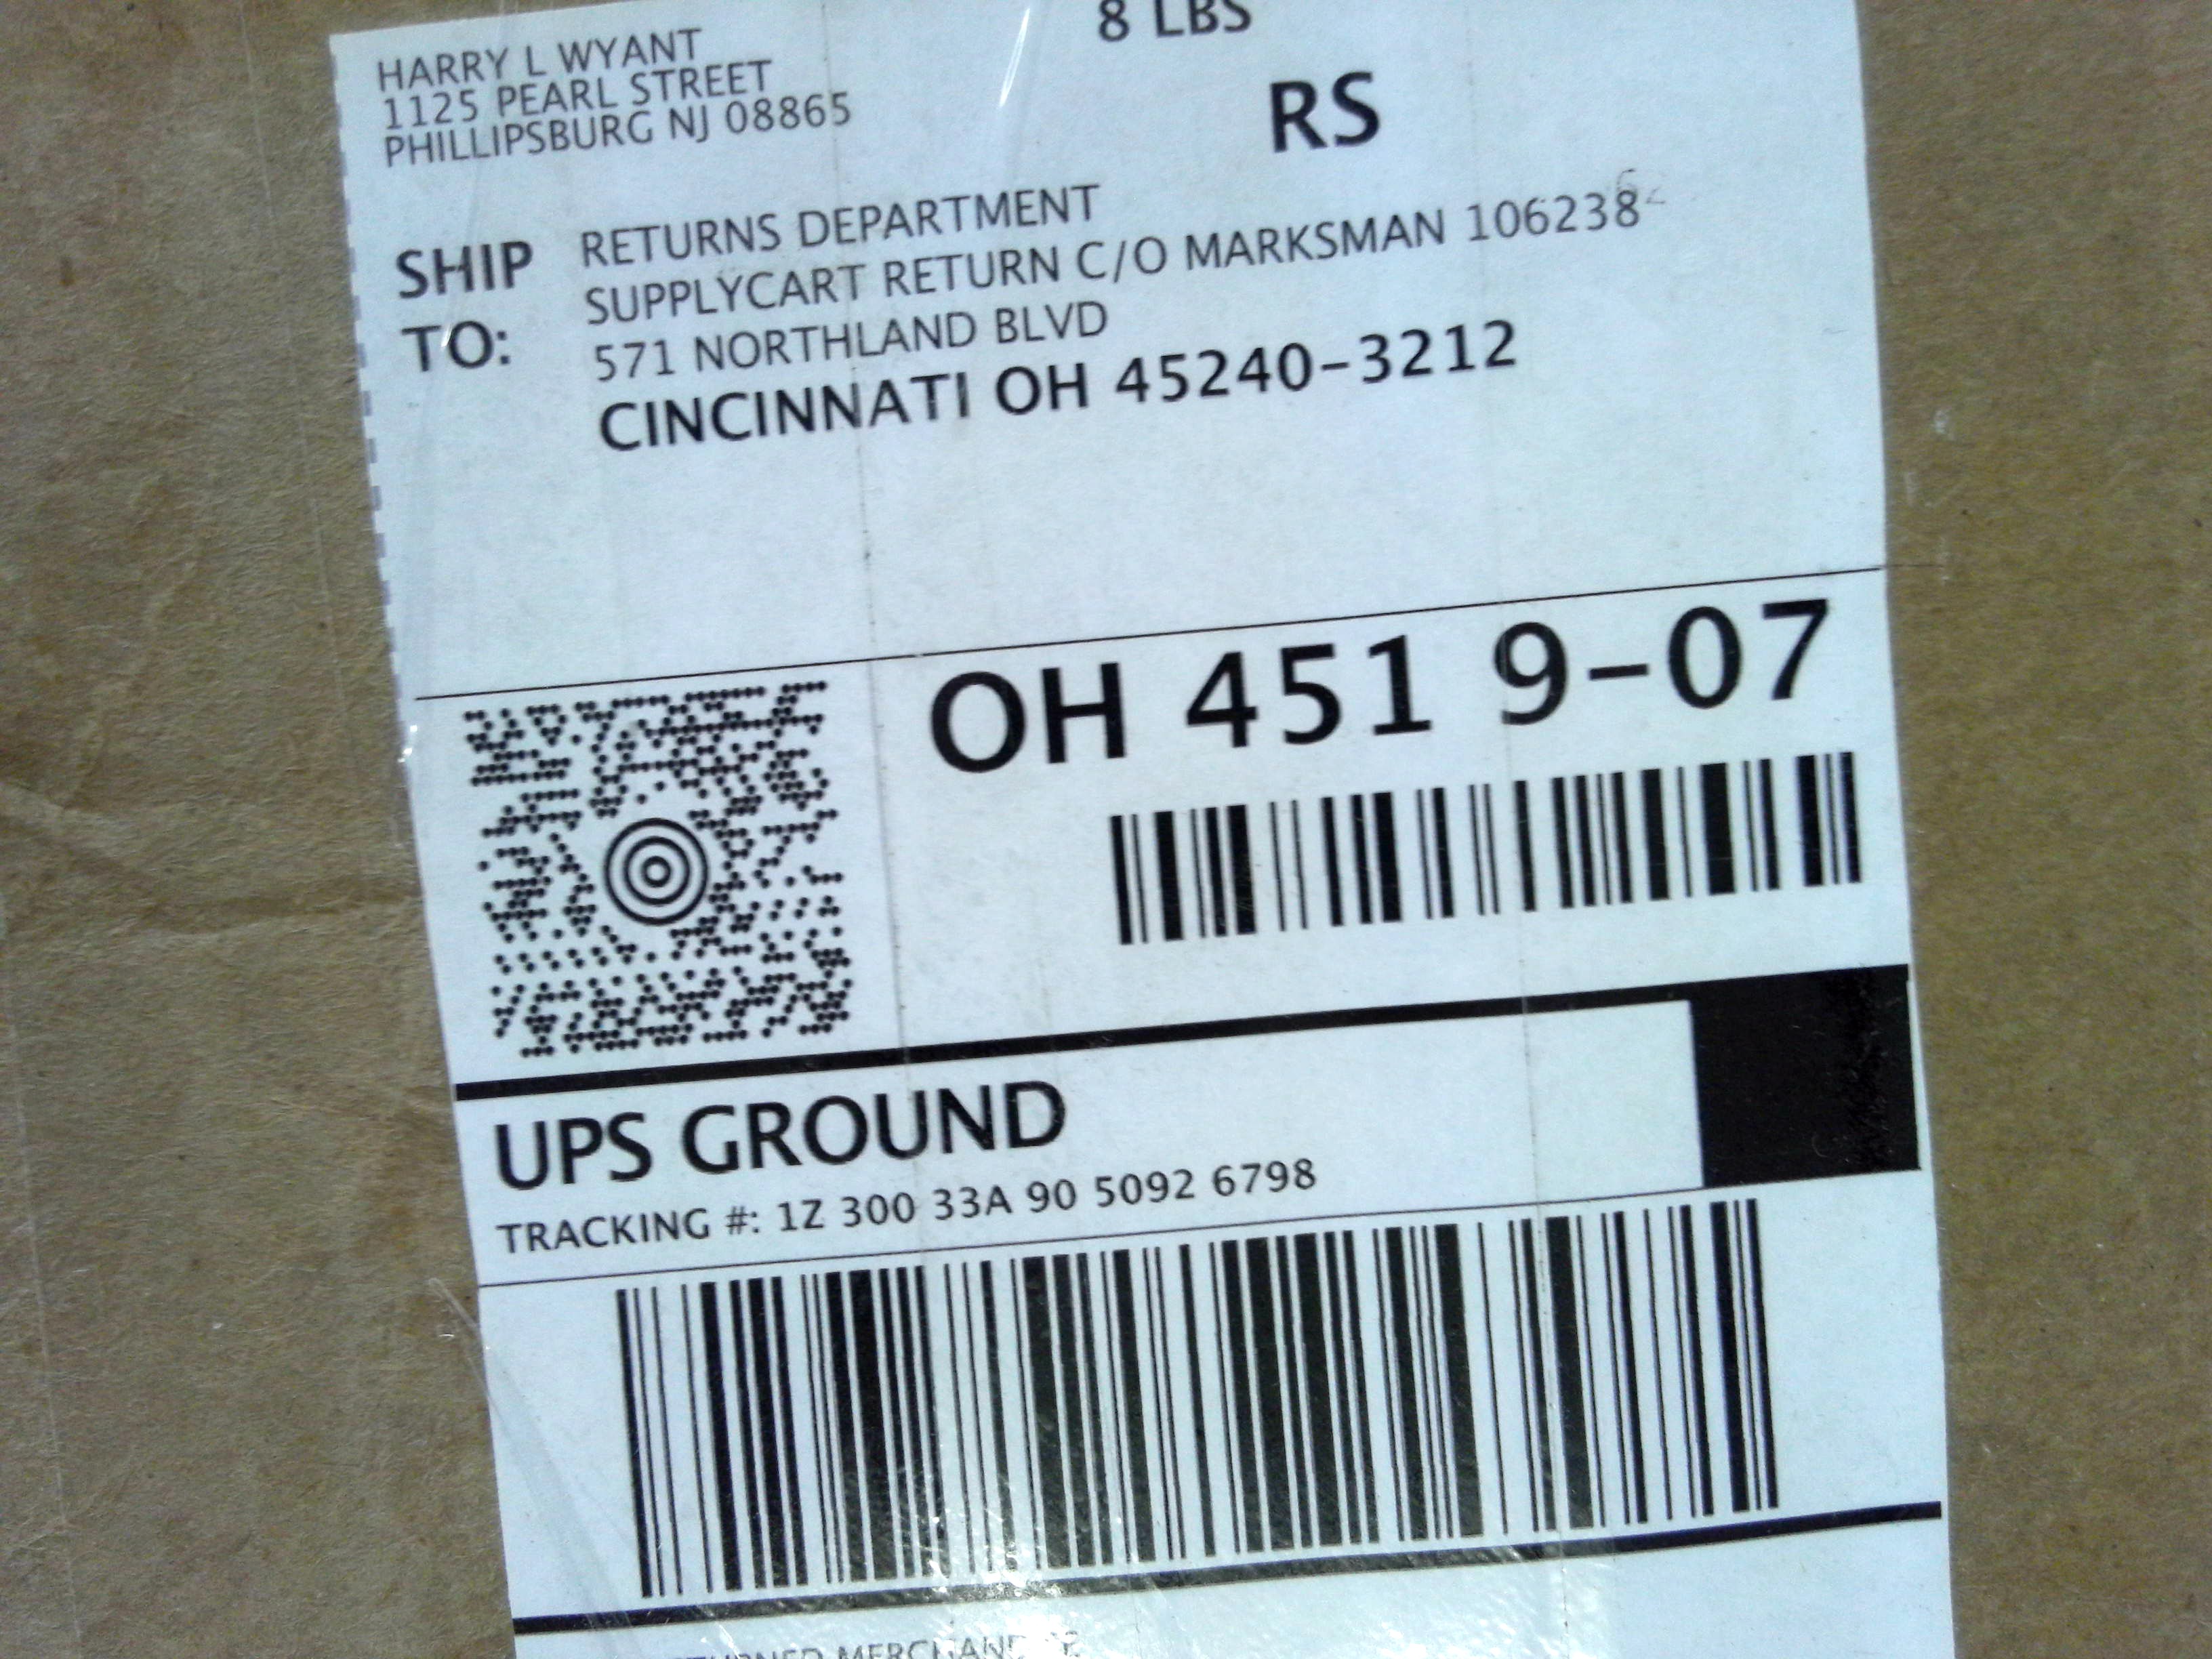 HARRY L WYANT
1125 PEARL STREET
PHILLIPSBURG NJ 08865
8 LBS
RS
SHIP TO:
RETURNS DEPARTMENT
SUPPLYCART RETURN C/O MARKSMAN 106238
571 NORTHLAND BLVD
CINCINNATI OH 45240-3212
OH 451 9-07
UPS GROUND
TRACKING #: 1Z 300 33A 90 5092 6798